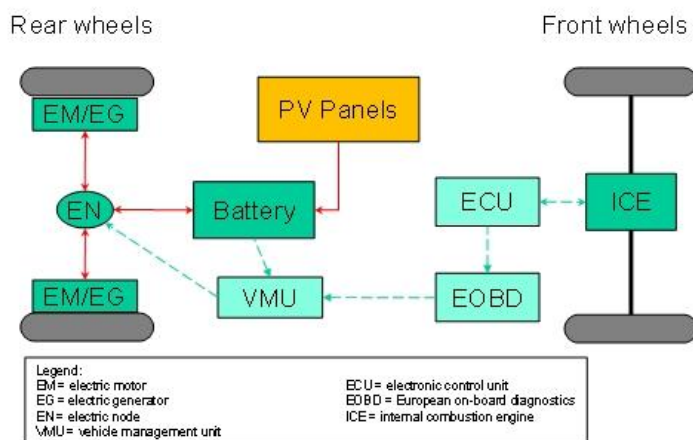 Rear wheels
Front wheels
EM/EG
PV Panels
EN
Battery
ECU
ICE
EM/EG
VMU
EOBD
Legend:
EM = electric motor
EG = electric generator
EN = electric node
VMU = vehicle management unit
ECU = electronic control unit
EOBD = European on-board diagnostics
ICE = internal combustion engine